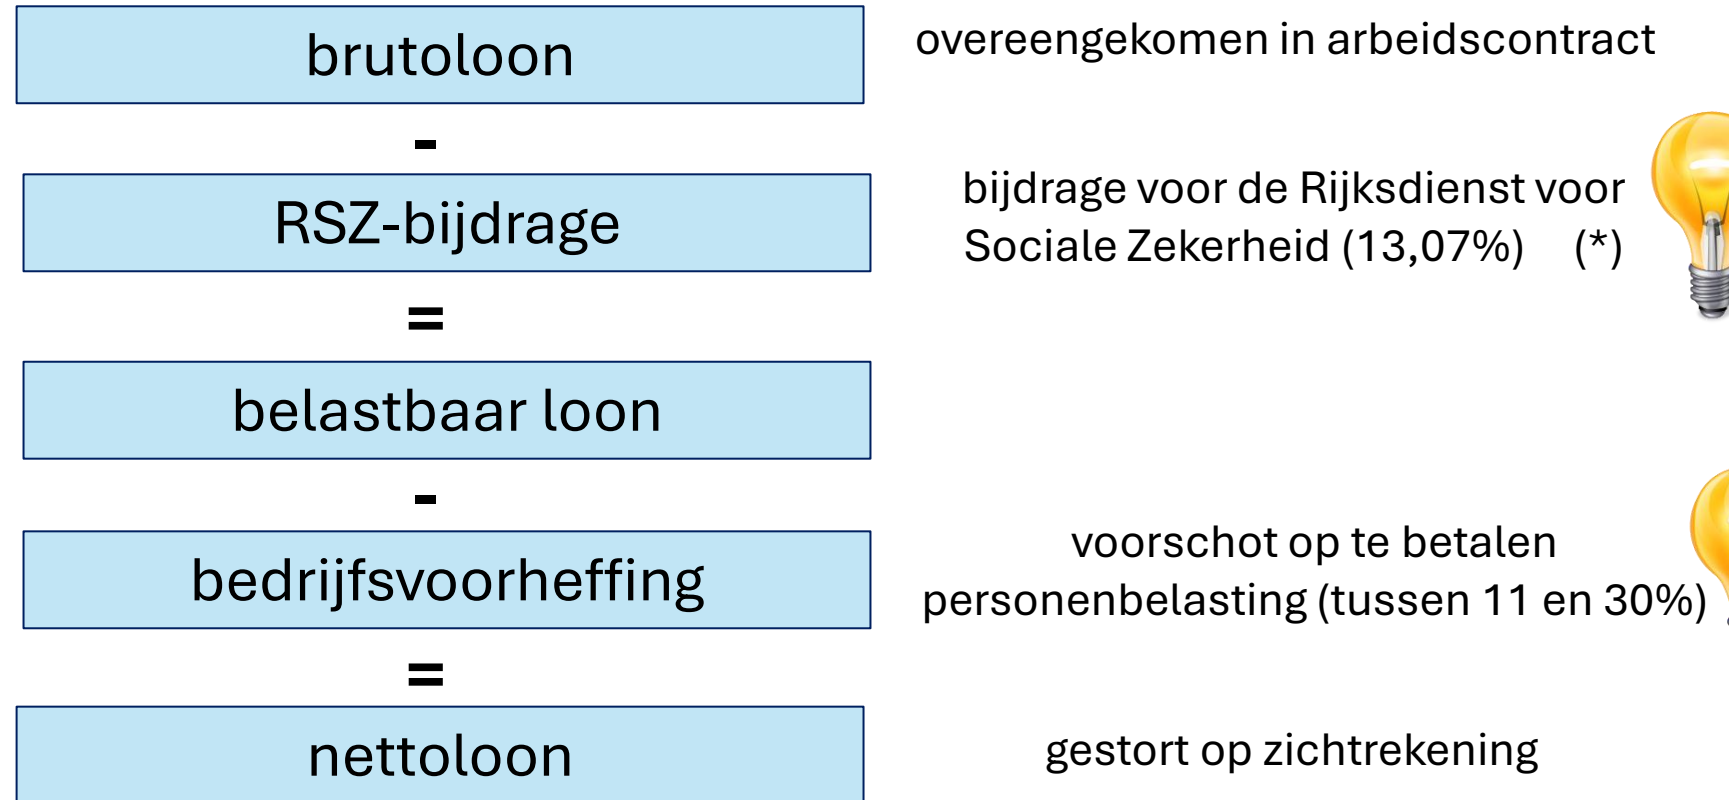 brutoloon
overeengekomen in arbeidscontract
-
RSZ-bijdrage
bijdrage voor de Rijksdienst voor
Sociale Zekerheid (13,07%) (*)
=
belastbaar loon
-
bedrijfsvoorheffing
voorschot op te betalen
personenbelasting (tussen 11 en 30%)
=
nettoloon
gestort op zichtrekening